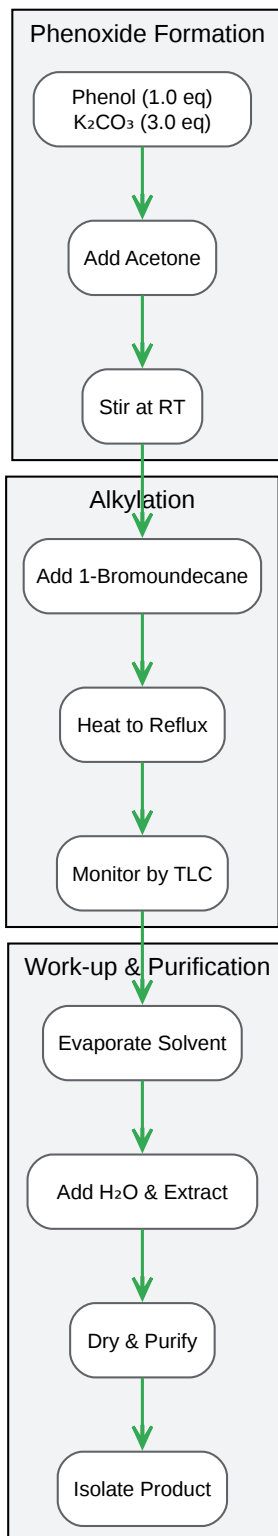 Phenoxide Formation
Phenol (1.0 eq)
K₂CO₃ (3.0 eq)
Add Acetone
Stir at RT
Alkylation
Add 1-Bromoundecane
Heat to Reflux
Monitor by TLC
Work-up & Purification
Evaporate Solvent
Add H₂O & Extract
Dry & Purify
Isolate Product